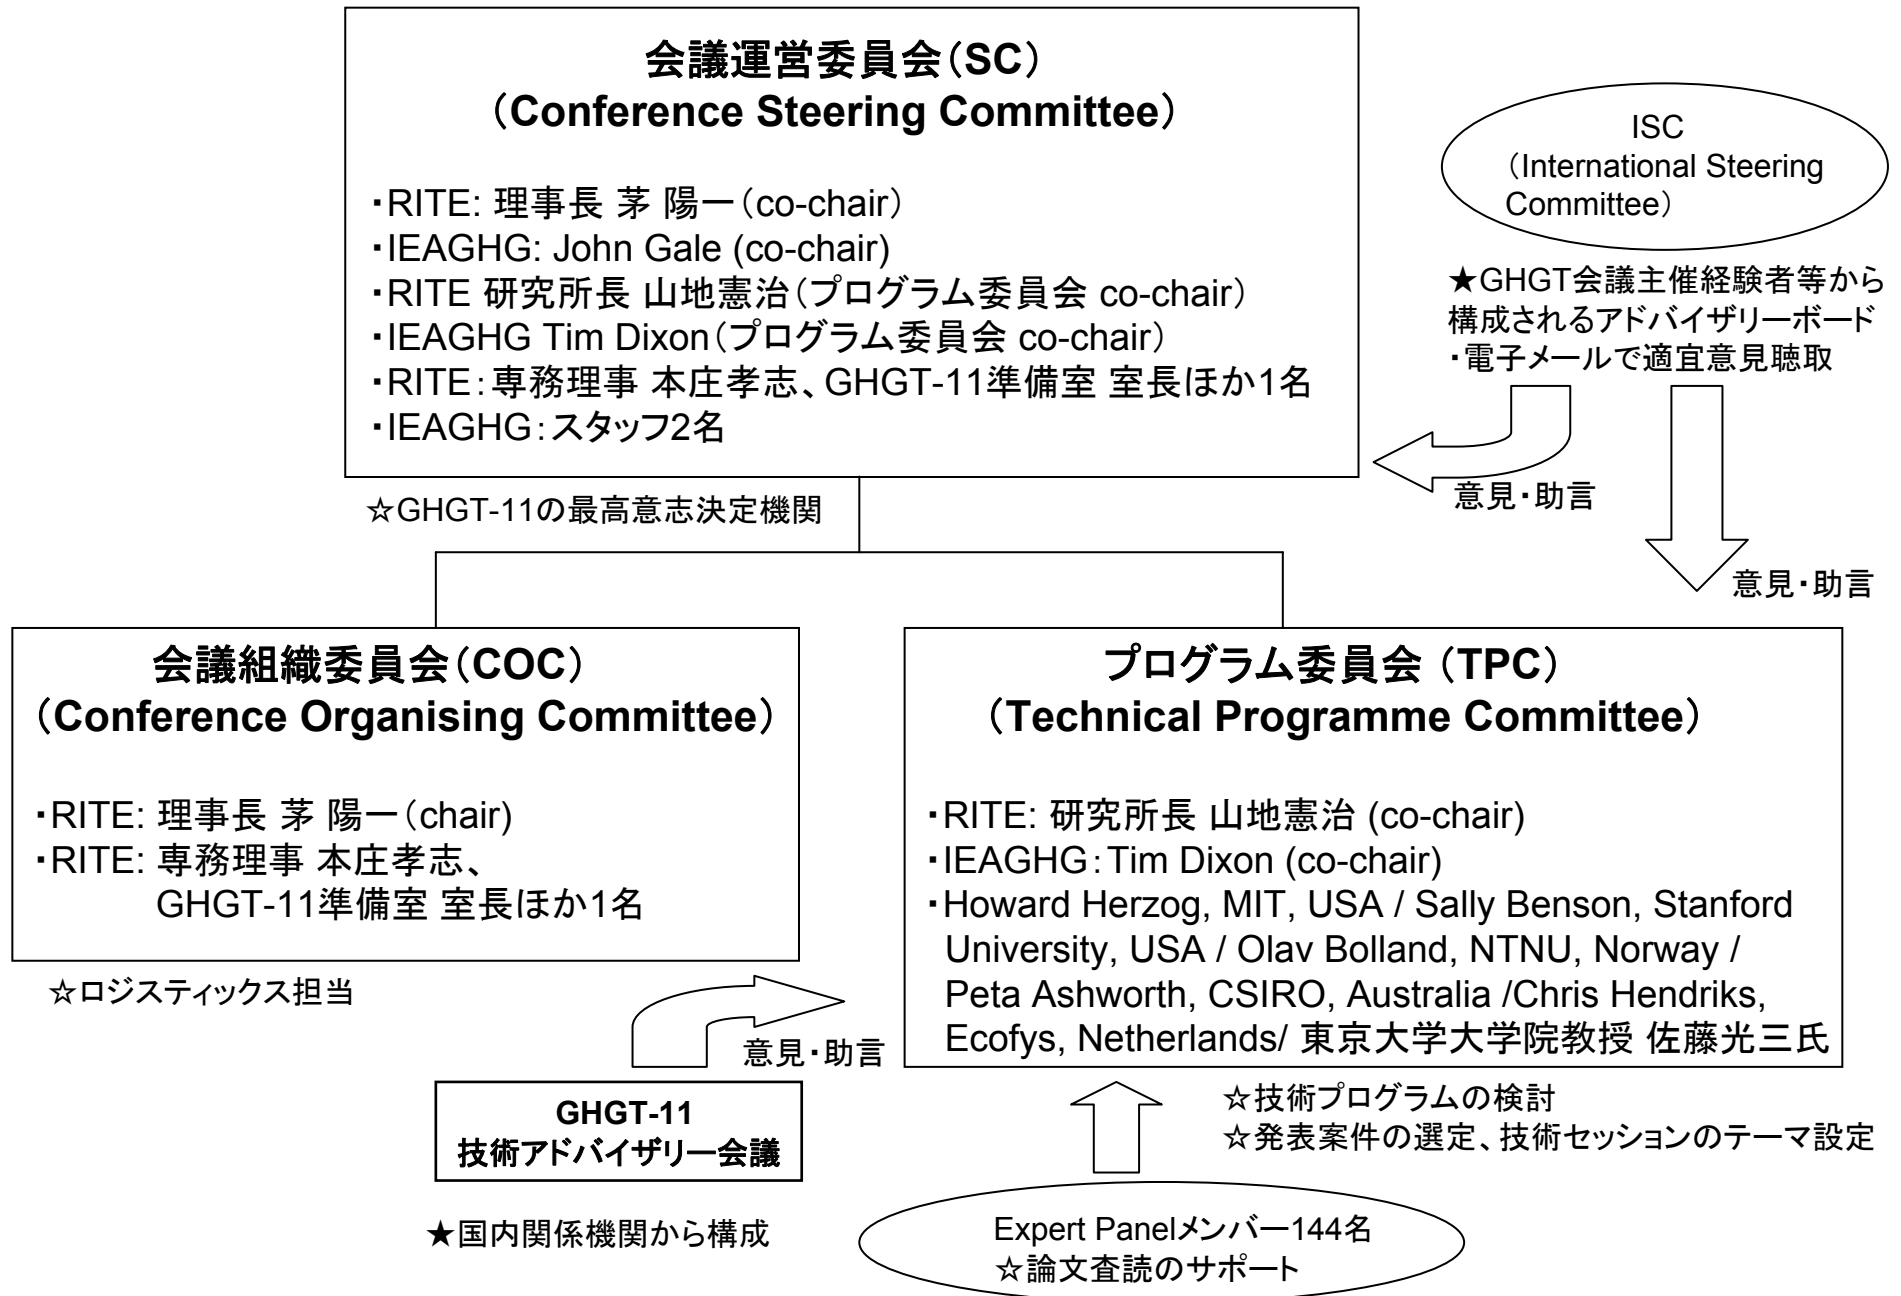 会議運営委員会（SC）
（Conference Steering Committee）
・RITE: 理事長 茅 陽一（co-chair）
・IEAGHG: John Gale (co-chair)
・RITE 研究所長 山地憲治（プログラム委員会 co-chair）
・IEAGHG Tim Dixon（プログラム委員会 co-chair）
・RITE：専務理事 本庄孝志、GHGT-11準備室 室長ほか1名
・IEAGHG：スタッフ2名
☆GHGT-11の最高意志決定機関
ISC
（International Steering
Committee）
★GHGT会議主催経験者等から
構成されるアドバイザリーボード
・電子メールで適宜意見聴取
意見・助言
意見・助言
会議組織委員会（COC）
（Conference Organising Committee）
・RITE: 理事長 茅 陽一（chair)
・RITE: 専務理事 本庄孝志、
GHGT-11準備室 室長ほか1名
☆ロジスティックス担当
プログラム委員会 （TPC）
（Technical Programme Committee）
・RITE: 研究所長 山地憲治 (co-chair)
・IEAGHG：Tim Dixon (co-chair)
・Howard Herzog, MIT, USA / Sally Benson, Stanford
University, USA / Olav Bolland, NTNU, Norway /
Peta Ashworth, CSIRO, Australia /Chris Hendriks,
Ecofys, Netherlands/ 東京大学大学院教授 佐藤光三氏
意見・助言
GHGT-11
技術アドバイザリー会議
★国内関係機関から構成
☆技術プログラムの検討
☆発表案件の選定、技術セッションのテーマ設定
Expert Panelメンバー144名
☆論文査読のサポート